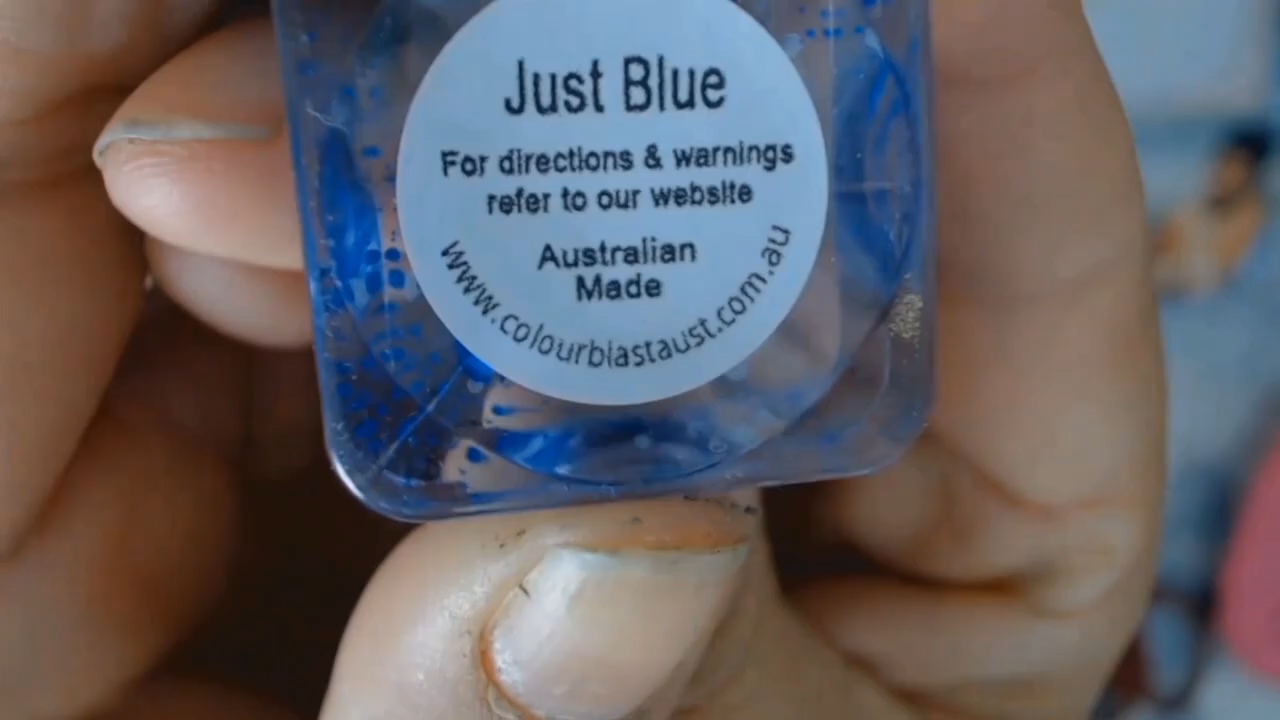 Just Blue
For directions & warnings
refer to our website
Australian
Made
www.colourblastaust.com.au